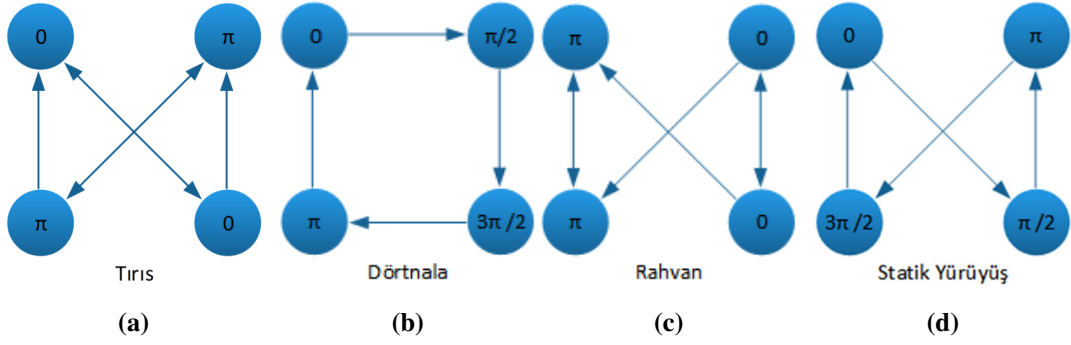 0 π 0 π/2 π 0 0 π
π 0 π 3π/2 π 0 3π/2 π/2
Tırıs Dörtnala Rahvan Statik Yürüyüş
(a) (b) (c) (d)